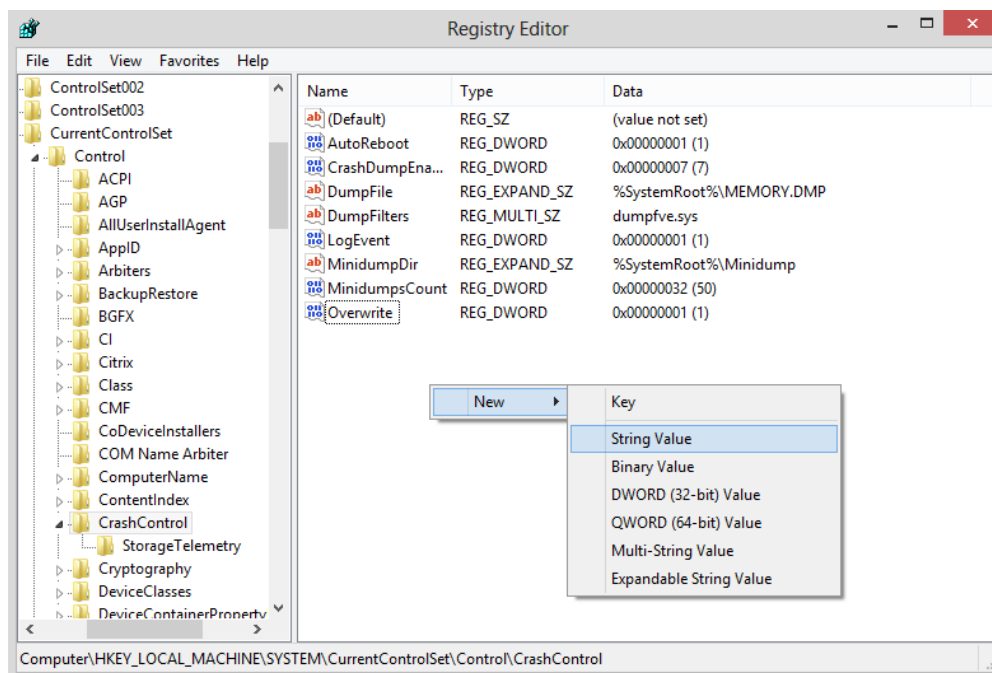 Registry Editor
File Edit View Favorites Help
ControlSet002
ControlSet003
CurrentControlSet
Control
ACPI
AGP
AllUserInstallAgent
AppID
Arbiters
BackupRestore
BGFX
CI
Citrix
Class
CMF
CoDeviceInstallers
COM Name Arbiter
ComputerName
ContentIndex
CrashControl
StorageTelemetry
Cryptography
DeviceClasses
DeviceContainerProperty
Name Type Data
(Default) REG_SZ (value not set)
AutoReboot REG_DWORD 0x00000001 (1)
CrashDumpEna... REG_DWORD 0x00000007 (7)
DumpFile REG_EXPAND_SZ %SystemRoot%\MEMORY.DMP
DumpFilters REG_MULTI_SZ dumpfve.sys
LogEvent REG_DWORD 0x00000001 (1)
MinidumpDir REG_EXPAND_SZ %SystemRoot%\Minidump
MinidumpsCount REG_DWORD 0x00000032 (50)
Overwrite REG_DWORD 0x00000001 (1)
New
Key
String Value
Binary Value
DWORD (32-bit) Value
QWORD (64-bit) Value
Multi-String Value
Expandable String Value
Computer\HKEY_LOCAL_MACHINE\SYSTEM\CurrentControlSet\Control\CrashControl